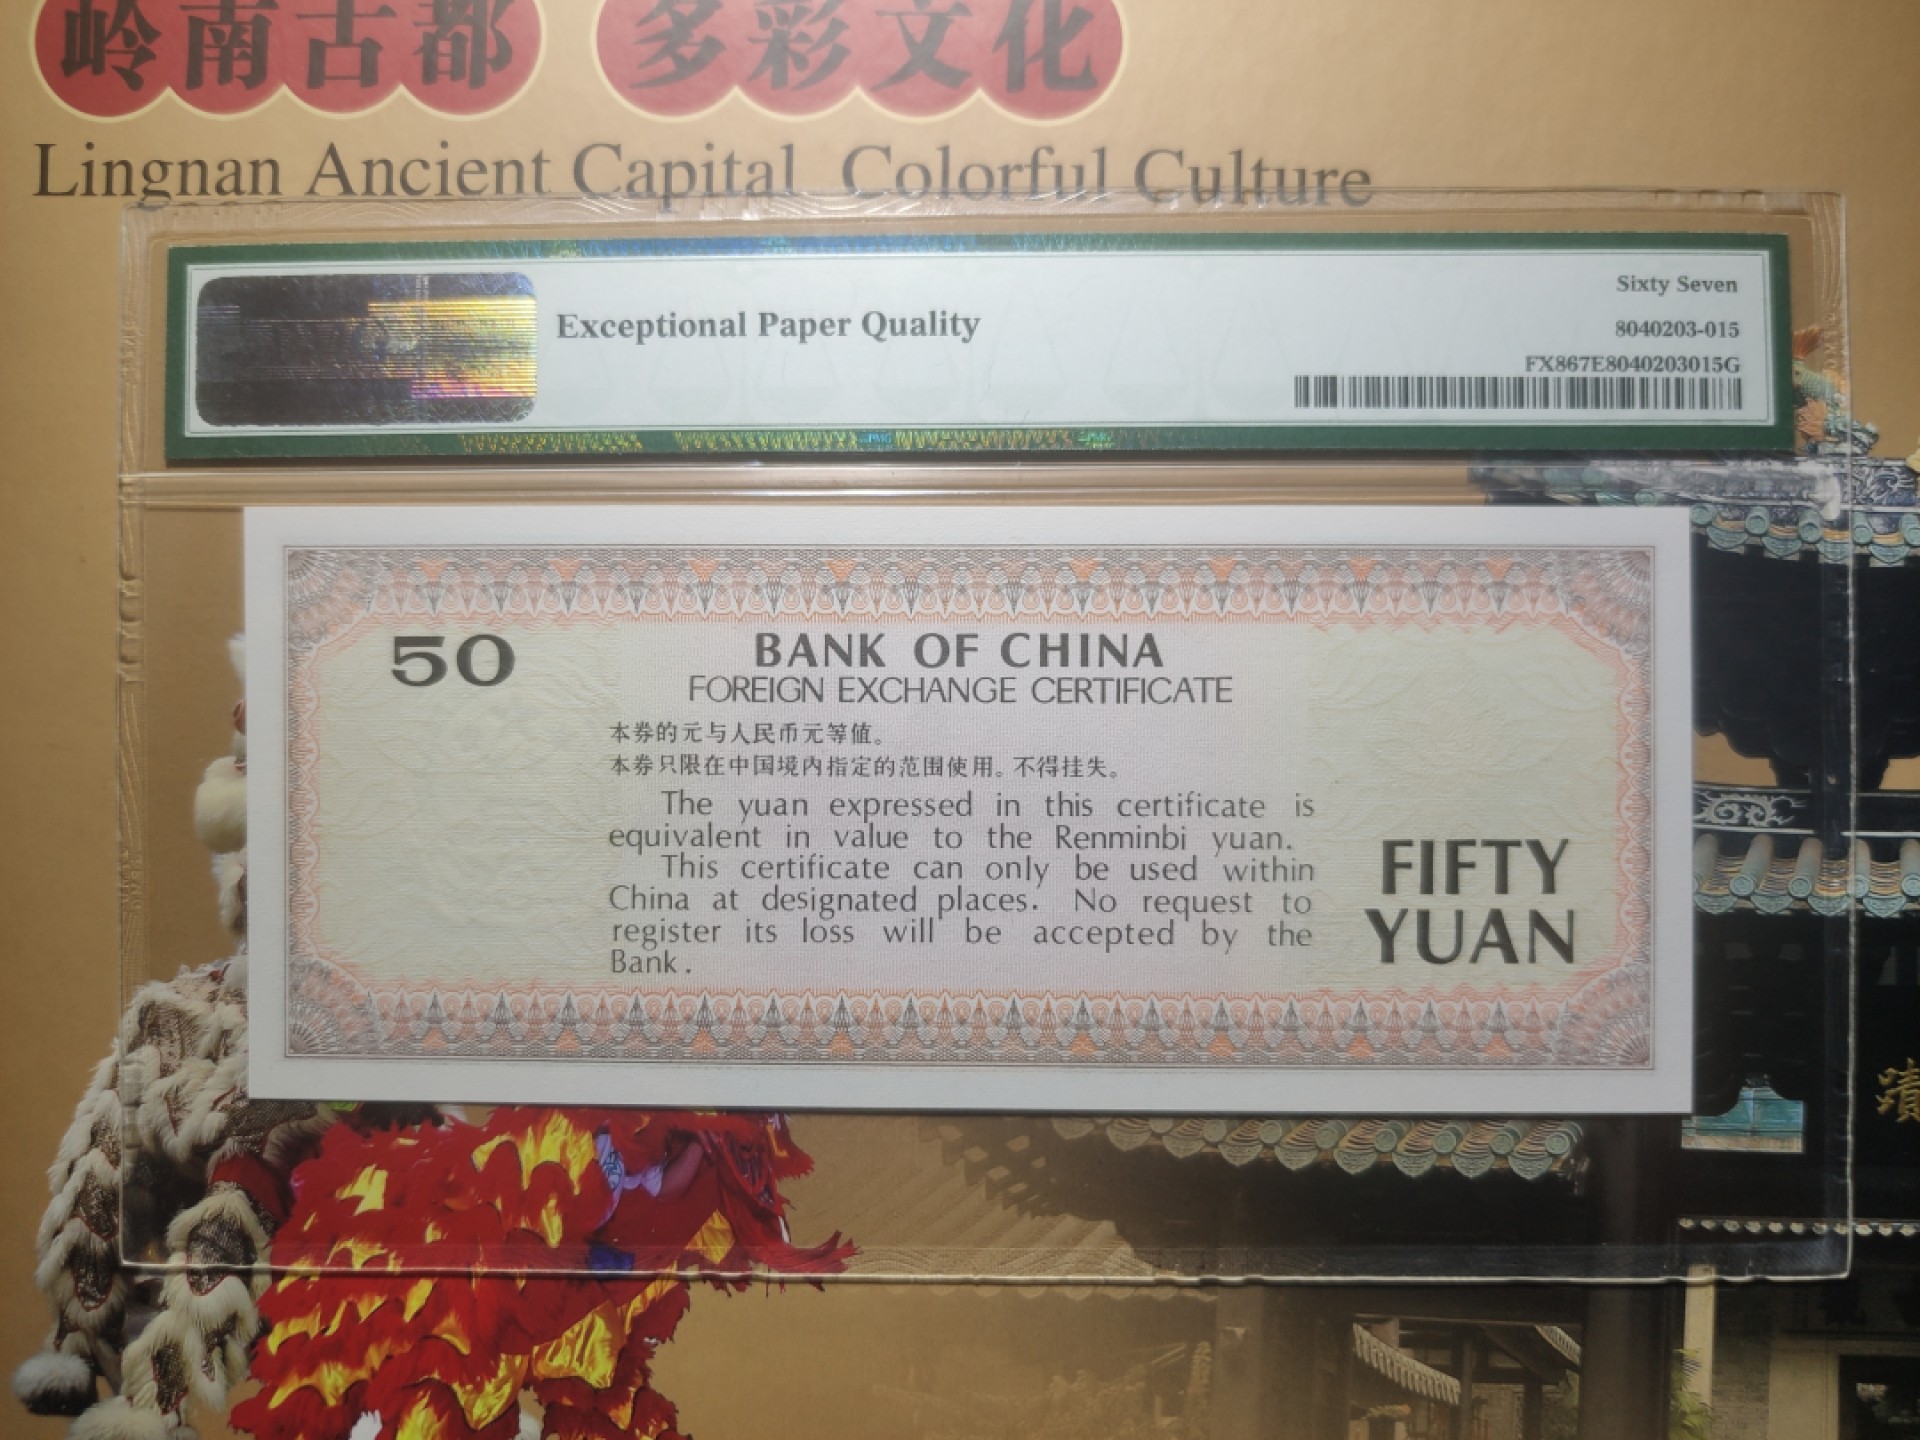 岭南古都 多彩文化
Lingnan Ancient Capital Colorful Culture
Exceptional Paper Quality
Sixty Seven
8040203-015
FX867E8040203015G
PMG
PMG
50
BANK OF CHINA
FOREIGN EXCHANGE CERTIFICATE
本券的元与人民币元等值。
本券只限在中国境内指定的范围使用。不得挂失。
The yuan expressed in this certificate is
equivalent in value to the Renminbi yuan.
This certificate can only be used within
China at designated places. No request to
register its loss will be accepted by the
Bank.
FIFTY
YUAN
蹟